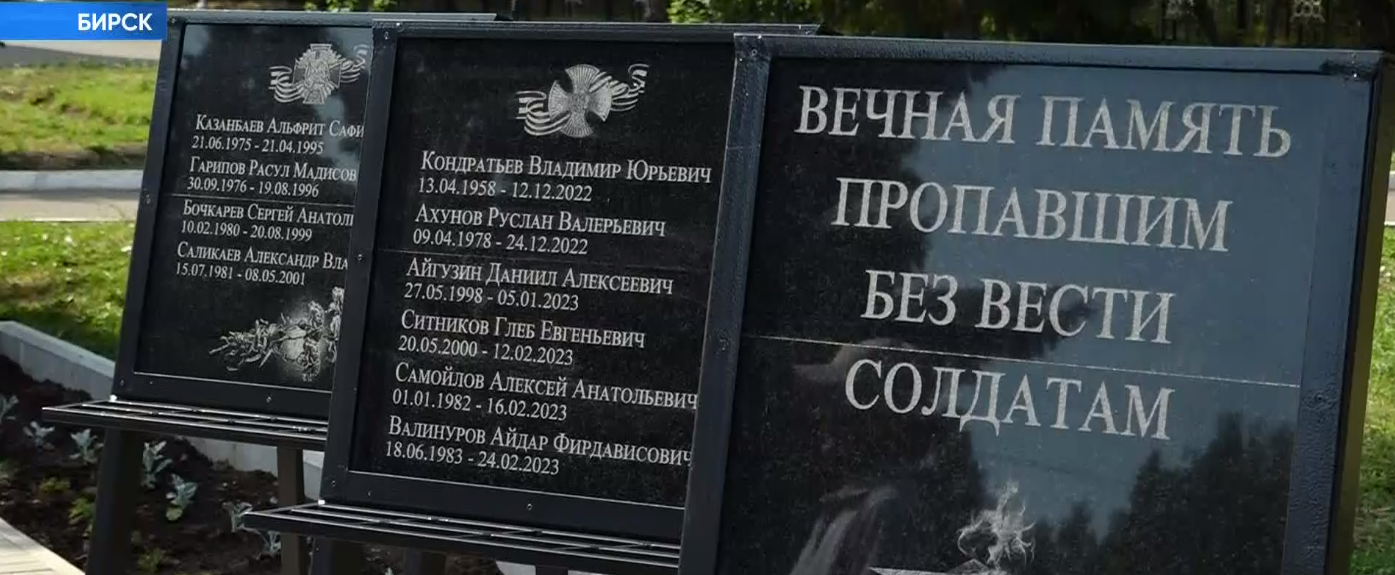 БИРСК
КАЗАНБАЕВ АЛЬФРИТ
21.06.1975 - 21.04.1995
ГАРИПОВ РАСУЛ
30.09.1976 - 19.08.1996
БОЧКАРЕВ СЕРГЕЙ
10.02.1980 - 20.08.1999
САЛИКАЕВ АЛЕКСАНДР
15.07.1981 - 08.05.2001
КОНДРАТЬЕВ ВЛАДИМИР ЮРЬЕВИЧ
13.04.1958 - 12.12.2022
АХУНОВ РУСЛАН ВАЛЕРЬЕВИЧ
09.04.1978 - 24.12.2022
АЙГУЗИН ДАНИИЛ АЛЕКСЕЕВИЧ
27.05.1998 - 05.01.2023
СИТНИКОВ ГЛЕБ ЕВГЕНЬЕВИЧ
20.05.2000 - 12.02.2023
САМОЙЛОВ АЛЕКСЕЙ АНАТОЛЬЕВИЧ
01.01.1982 - 16.02.2023
ВАЛИНУРОВ АЙДАР ФИРДАВИСОВИЧ
18.06.1983 - 24.02.2023
ВЕЧНАЯ ПАМЯТЬ
ПРОПАВШИМ
БЕЗ ВЕСТИ
СОЛДАТАМ